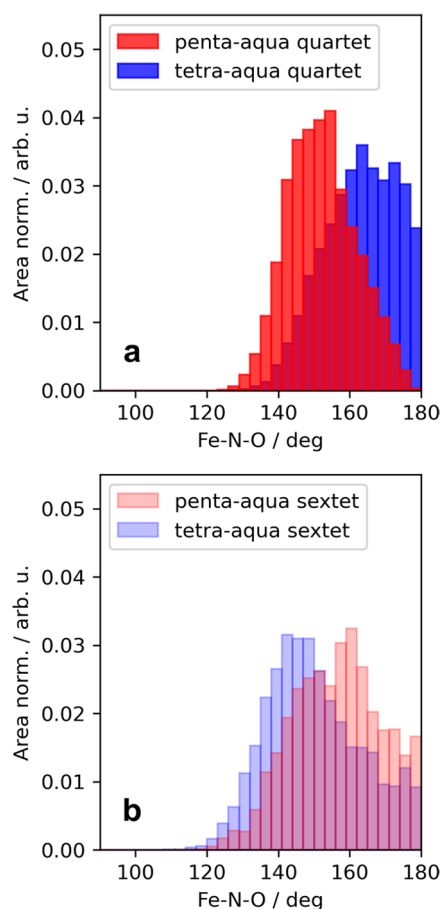 0.05
penta-aqua quartet
tetra-aqua quartet
0.04
0.03
0.02
0.01
0.00
Area norm. / arb. u.
a
100 120 140 160 180
Fe-N-O / deg
0.05
penta-aqua sextet
tetra-aqua sextet
0.04
0.03
0.02
0.01
0.00
Area norm. / arb. u.
b
100 120 140 160 180
Fe-N-O / deg